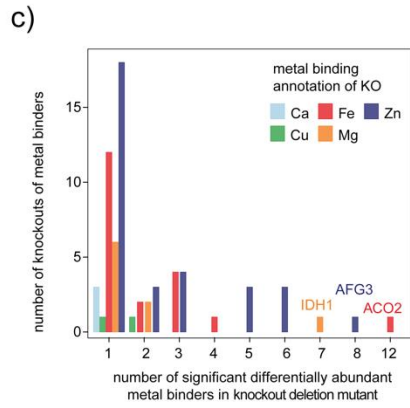 c)
metal binding
annotation of KO
Ca Fe Zn
Cu Mg
number of knockouts of metal binders
15
10
5
0
IDH1
AFG3
ACO2
1 2 3 4 5 6 7 8 12
number of significant differentially abundant
metal binders in knockout deletion mutant